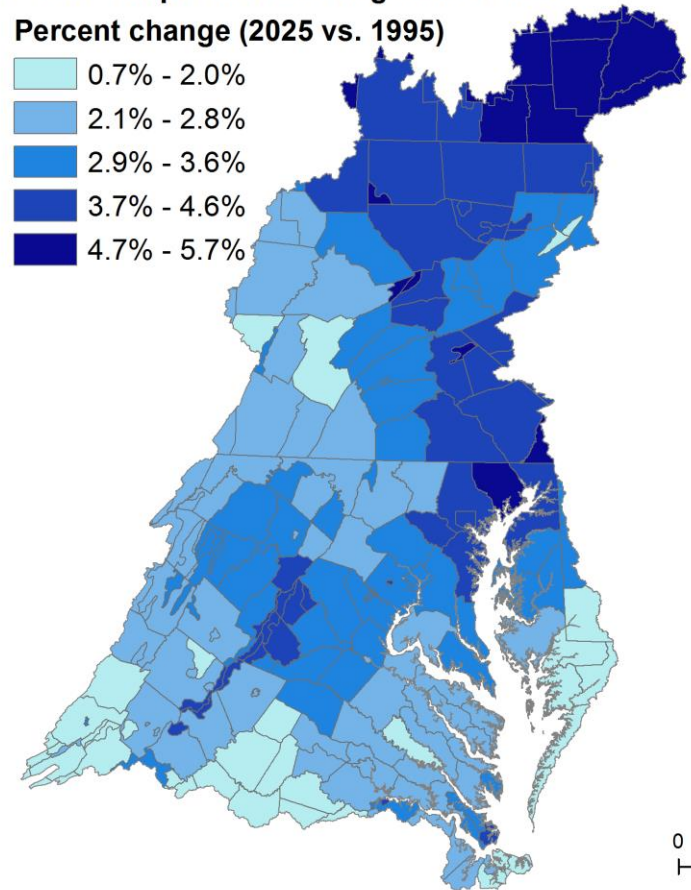 Percent change (2025 vs. 1995)
0.7% - 2.0%
2.1% - 2.8%
2.9% - 3.6%
3.7% - 4.6%
4.7% - 5.7%
0